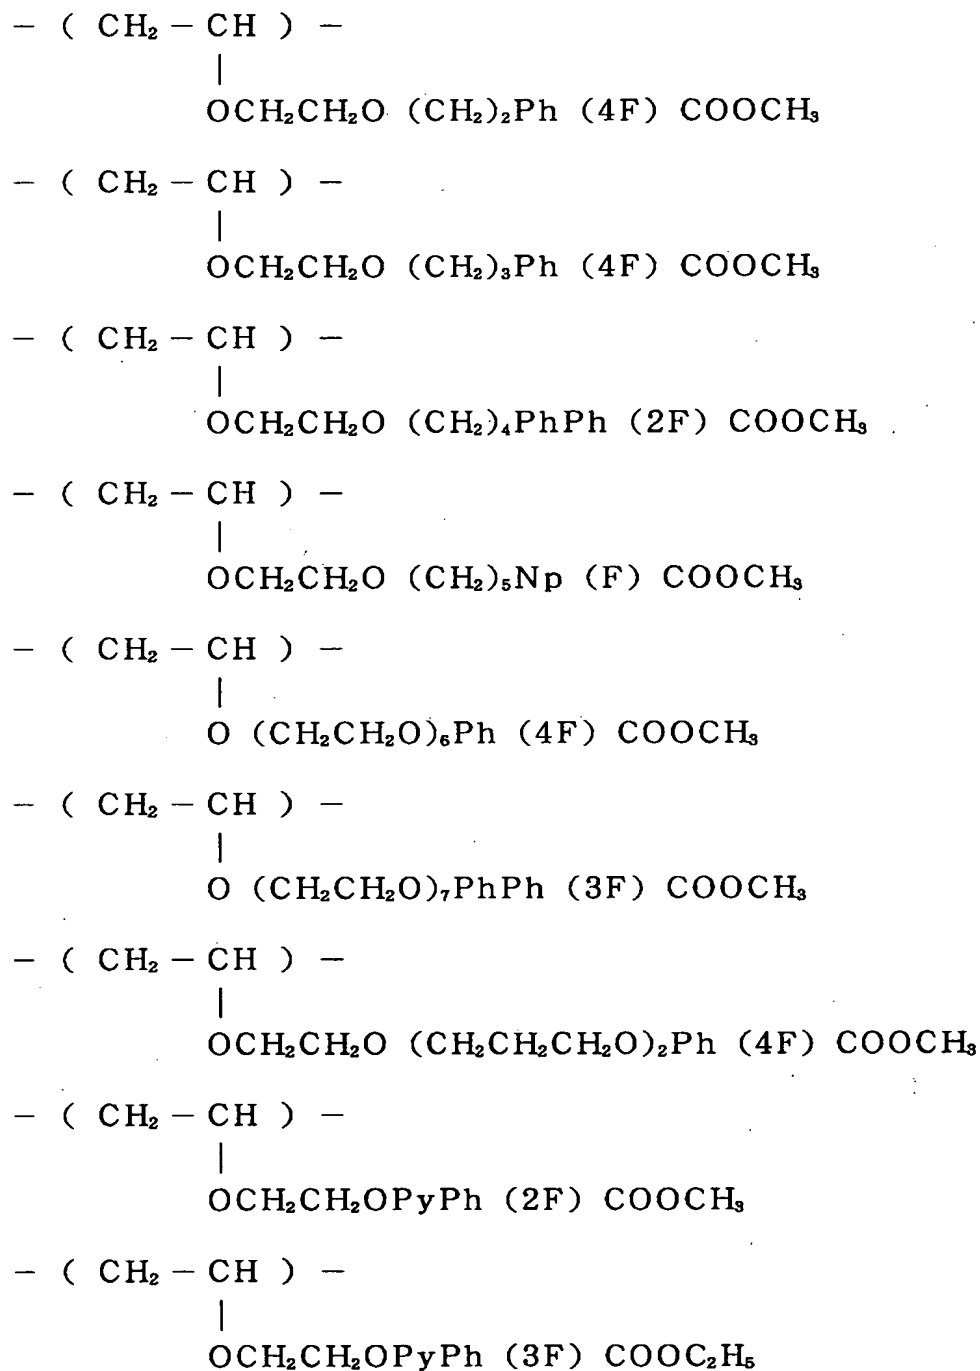 — ( CH₂ — CH ) —
|
OCH₂CH₂O (CH₂)₂Ph (4F) COOCH₃
— ( CH₂ — CH ) —
|
OCH₂CH₂O (CH₂)₃Ph (4F) COOCH₃
— ( CH₂ — CH ) —
|
OCH₂CH₂O (CH₂)₄PhPh (2F) COOCH₃
— ( CH₂ — CH ) —
|
OCH₂CH₂O (CH₂)₅Np (F) COOCH₃
— ( CH₂ — CH ) —
|
O (CH₂CH₂O)₆Ph (4F) COOCH₃
— ( CH₂ — CH ) —
|
O (CH₂CH₂O)₇PhPh (3F) COOCH₃
— ( CH₂ — CH ) —
|
OCH₂CH₂O (CH₂CH₂CH₂O)₂Ph (4F) COOCH₃
— ( CH₂ — CH ) —
|
OCH₂CH₂OPyPh (2F) COOCH₃
— ( CH₂ — CH ) —
|
OCH₂CH₂OPyPh (3F) COOC₂H₅